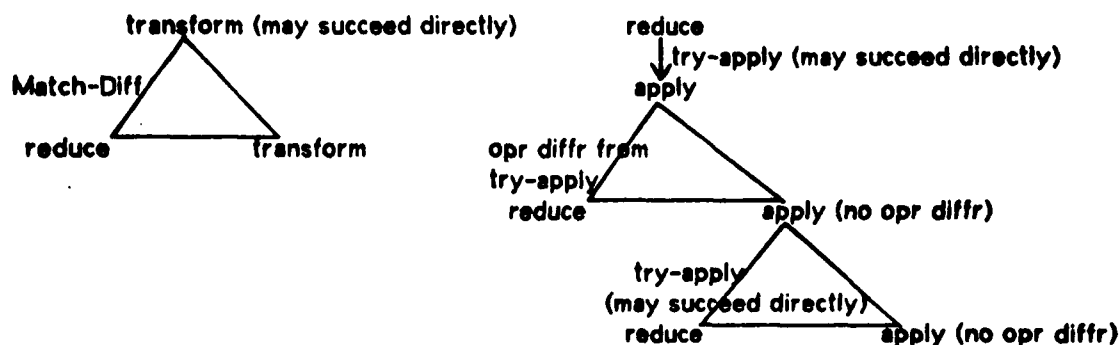 transform (may succeed directly)
Match-Diff
reduce transform
reduce
try-apply (may succeed directly)
apply
opr diffr from
try-apply
reduce apply (no opr diffr)
try-apply
(may succeed directly)
reduce apply (no opr diffr)